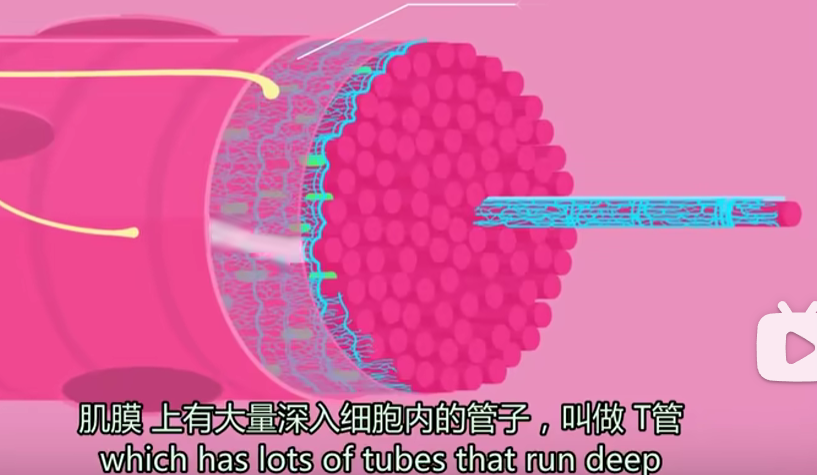 肌膜 上有大量深入细胞内的管子，叫做 T管
which has lots of tubes that run deep